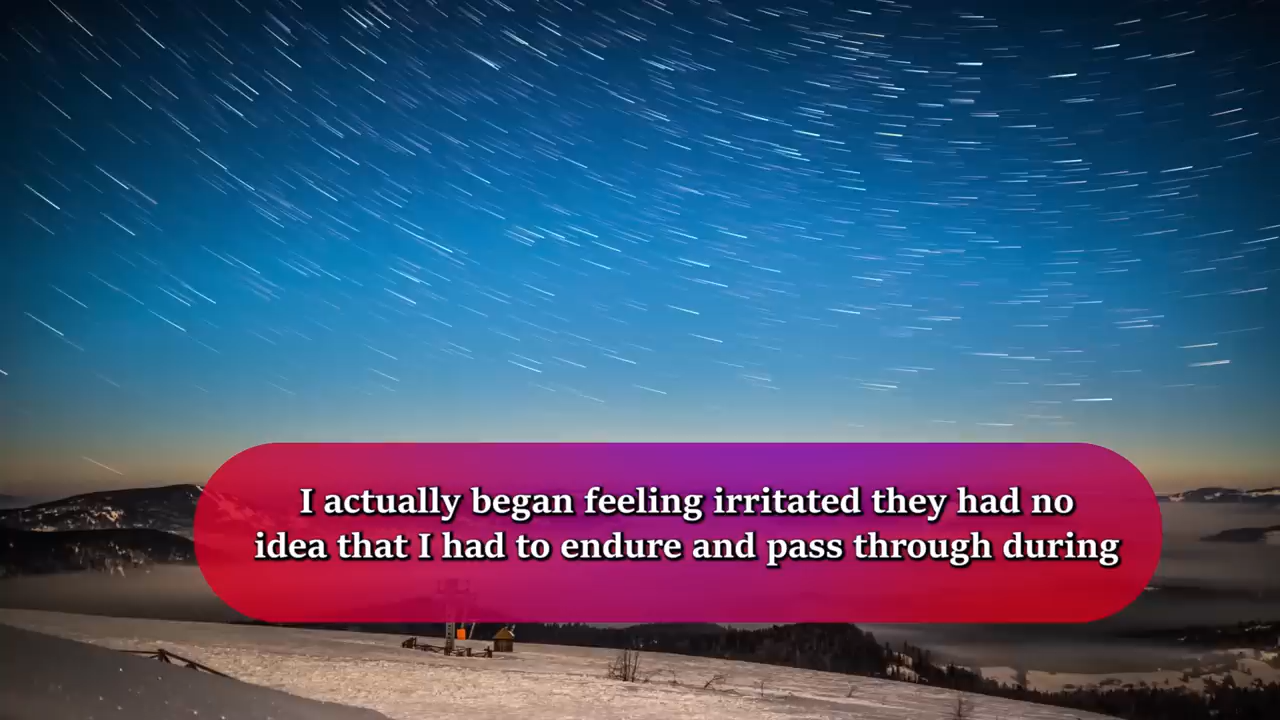 I actually began feeling irritated they had no
idea that I had to endure and pass through during